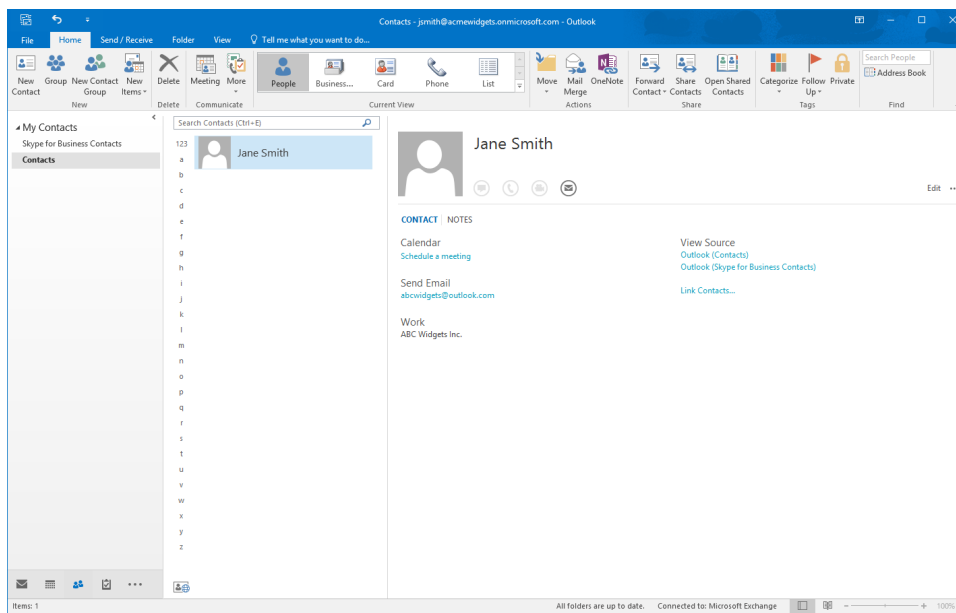 Contacts - jsmith@acmewidgets.onmicrosoft.com - Outlook
File Home Send / Receive Folder View Tell me what you want to do...
New Contact
Group
New Contact Group
New Items
New
Delete
Delete
Meeting
More
Communicate
People
Business...
Card
Phone
List
Current View
Move
Mail Merge
OneNote
Actions
Forward Contact
Share Contacts
Open Shared Contacts
Share
Categorize
Follow Up
Private
Tags
Search People
Address Book
Find
My Contacts
Skype for Business Contacts
Contacts
Search Contacts (Ctrl+E)
123
a
b
c
d
e
f
g
h
i
j
k
l
m
n
o
p
q
r
s
t
u
v
w
x
y
z
Jane Smith
Jane Smith
Edit
CONTACT NOTES
Calendar
Schedule a meeting
Send Email
abcwidgets@outlook.com
Work
ABC Widgets Inc.
View Source
Outlook (Contacts)
Outlook (Skype for Business Contacts)
Link Contacts...
Items: 1
All folders are up to date. Connected to: Microsoft Exchange
100%